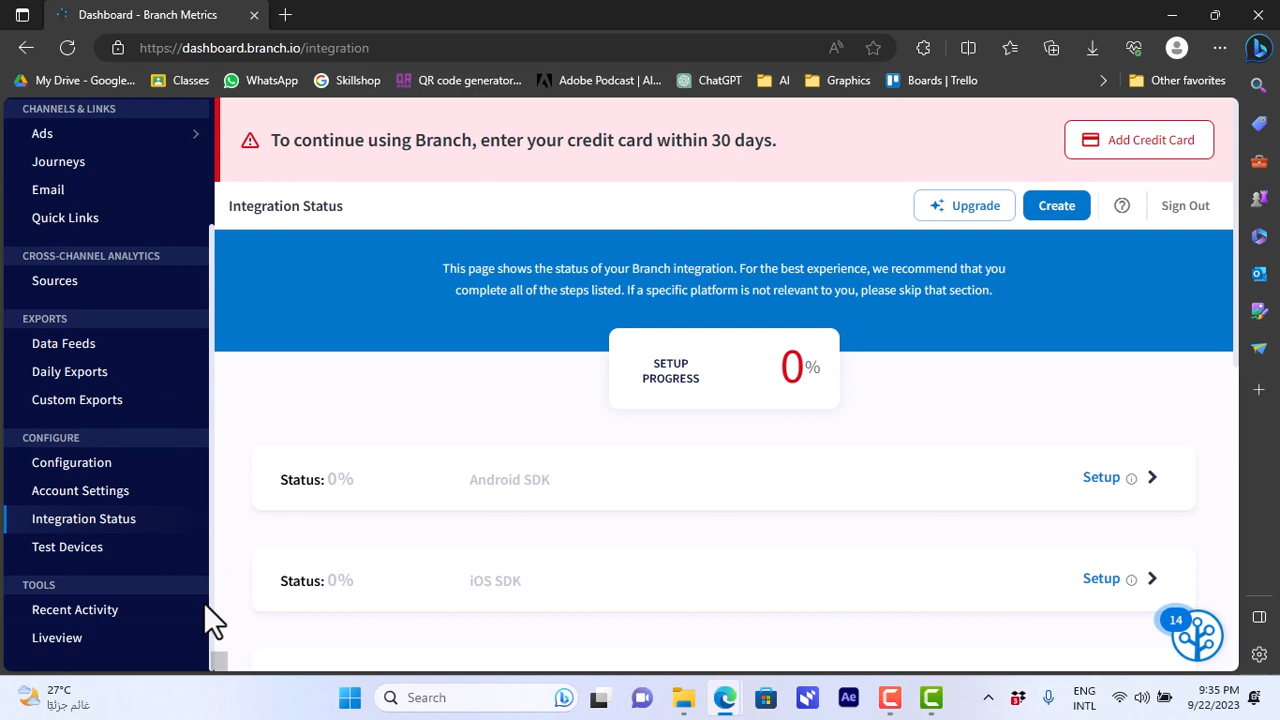 Dashboard - Branch Metrics
https://dashboard.branch.io/integration
My Drive - Google...
Classes
WhatsApp
Skillshop
QR code generator...
Adobe Podcast | AI...
ChatGPT
AI
Graphics
Boards | Trello
Other favorites
CHANNELS & LINKS
Ads
Journeys
Email
Quick Links
CROSS-CHANNEL ANALYTICS
Sources
EXPORTS
Data Feeds
Daily Exports
Custom Exports
CONFIGURE
Configuration
Account Settings
Integration Status
Test Devices
TOOLS
Recent Activity
Liveview
To continue using Branch, enter your credit card within 30 days.
Add Credit Card
Integration Status
Upgrade
Create
Sign Out
This page shows the status of your Branch integration. For the best experience, we recommend that you
complete all of the steps listed. If a specific platform is not relevant to you, please skip that section.
SETUP
PROGRESS
0%
Status: 0%
Android SDK
Setup
Status: 0%
iOS SDK
Setup
14
27°C
غائم جزئيًا
Search
Ae
ENG
INTL
9:35 PM
9/22/2023